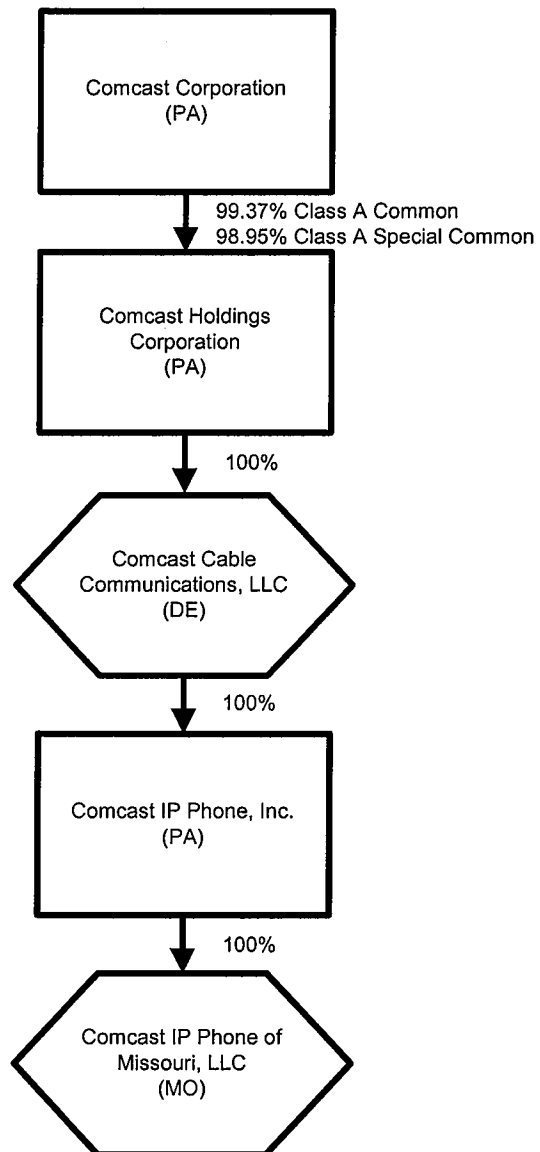 Comcast Corporation
(PA)
99.37% Class A Common
98.95% Class A Special Common
Comcast Holdings
Corporation
(PA)
100%
Comcast Cable
Communications, LLC
(DE)
100%
Comcast IP Phone, Inc.
(PA)
100%
Comcast IP Phone of
Missouri, LLC
(MO)